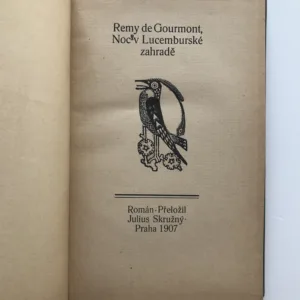 Remy de Gourmont,
Noc v Lucemburské
zahradě
Román-Přeložil
Julius Skružný-
Praha 1907